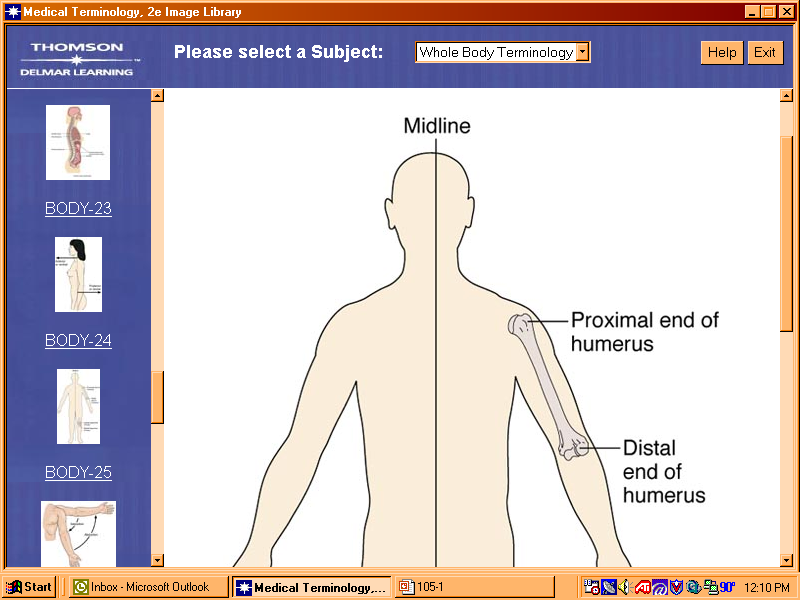 Medical Terminology, 2e Image Library
THOMSON
DELMAR LEARNING
™
Please select a Subject:
Whole Body Terminology
Help
Exit
BODY-23
BODY-24
BODY-25
Midline
Proximal end of
humerus
Distal
end of
humerus
Start
Inbox - Microsoft Outlook
Medical Terminology,...
105-1
90°
12:10 PM